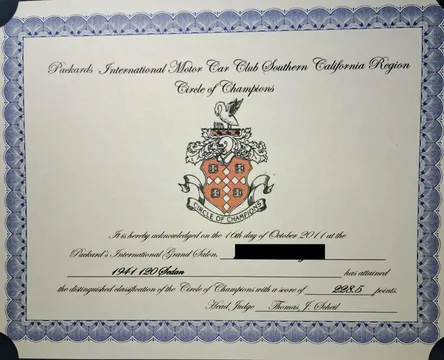 Packards International Motor Car Club Southern California Region
Circle of Champions
CIRCLE OF CHAMPIONS
It is hereby acknowledged on the 16th day of October 2011 at the
Packard's International Grand Salon,
1941 120 Sedan has attained
the distinguished classification of the Circle of Champions with a score of 228.5 points.
Head Judge Thomas J. Scheil